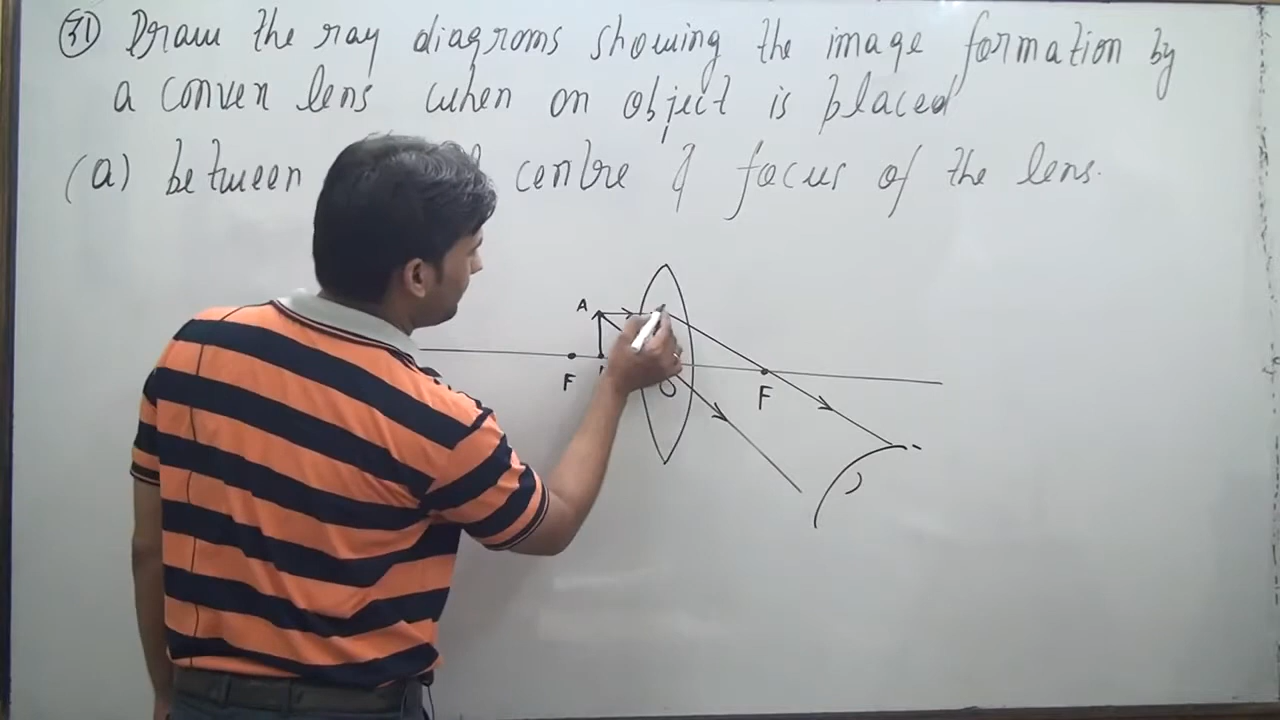 31 Draw the ray diagrams showing the image formation by
a convex lens when an object is placed
(a) between centre & focus of the lens.
A
F
O
F